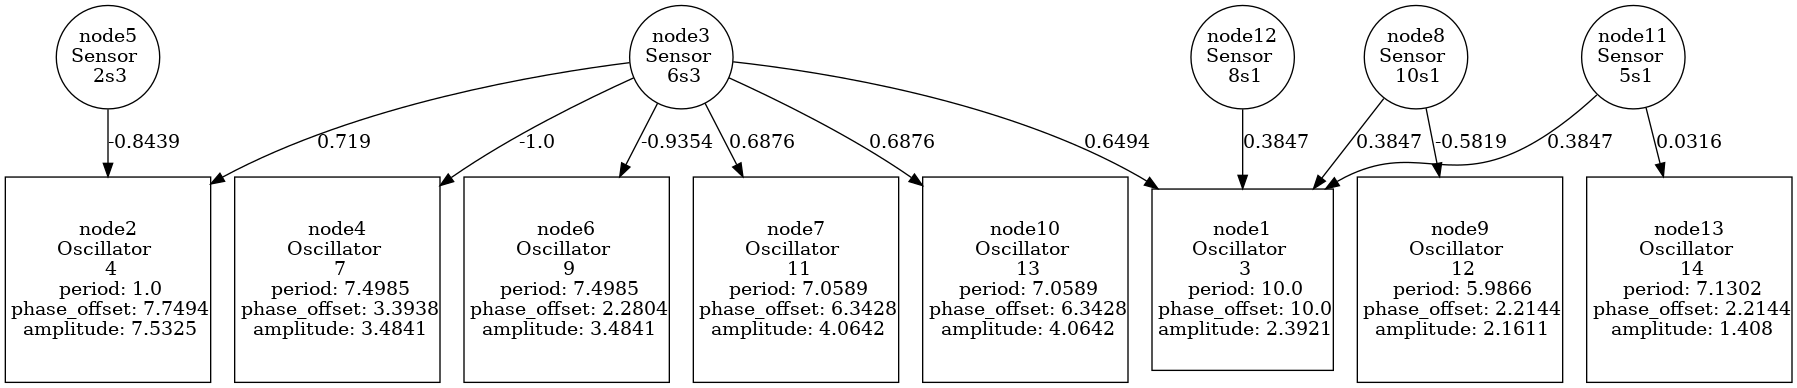 node5
Sensor
2s3
node3
Sensor
6s3
node12
Sensor
8s1
node8
Sensor
10s1
node11
Sensor
5s1
-0.8439
0.719
-1.0
-0.9354
0.6876
0.6876
0.6494
0.3847
0.3847
-0.5819
0.3847
0.0316
node2
Oscillator
4
period: 1.0
phase_offset: 7.7494
amplitude: 7.5325
node4
Oscillator
7
period: 7.4985
phase_offset: 3.3938
amplitude: 3.4841
node6
Oscillator
9
period: 7.4985
phase_offset: 2.2804
amplitude: 3.4841
node7
Oscillator
11
period: 7.0589
phase_offset: 6.3428
amplitude: 4.0642
node10
Oscillator
13
period: 7.0589
phase_offset: 6.3428
amplitude: 4.0642
node1
Oscillator
3
period: 10.0
phase_offset: 10.0
amplitude: 2.3921
node9
Oscillator
12
period: 5.9866
phase_offset: 2.2144
amplitude: 2.1611
node13
Oscillator
14
period: 7.1302
phase_offset: 2.2144
amplitude: 1.408